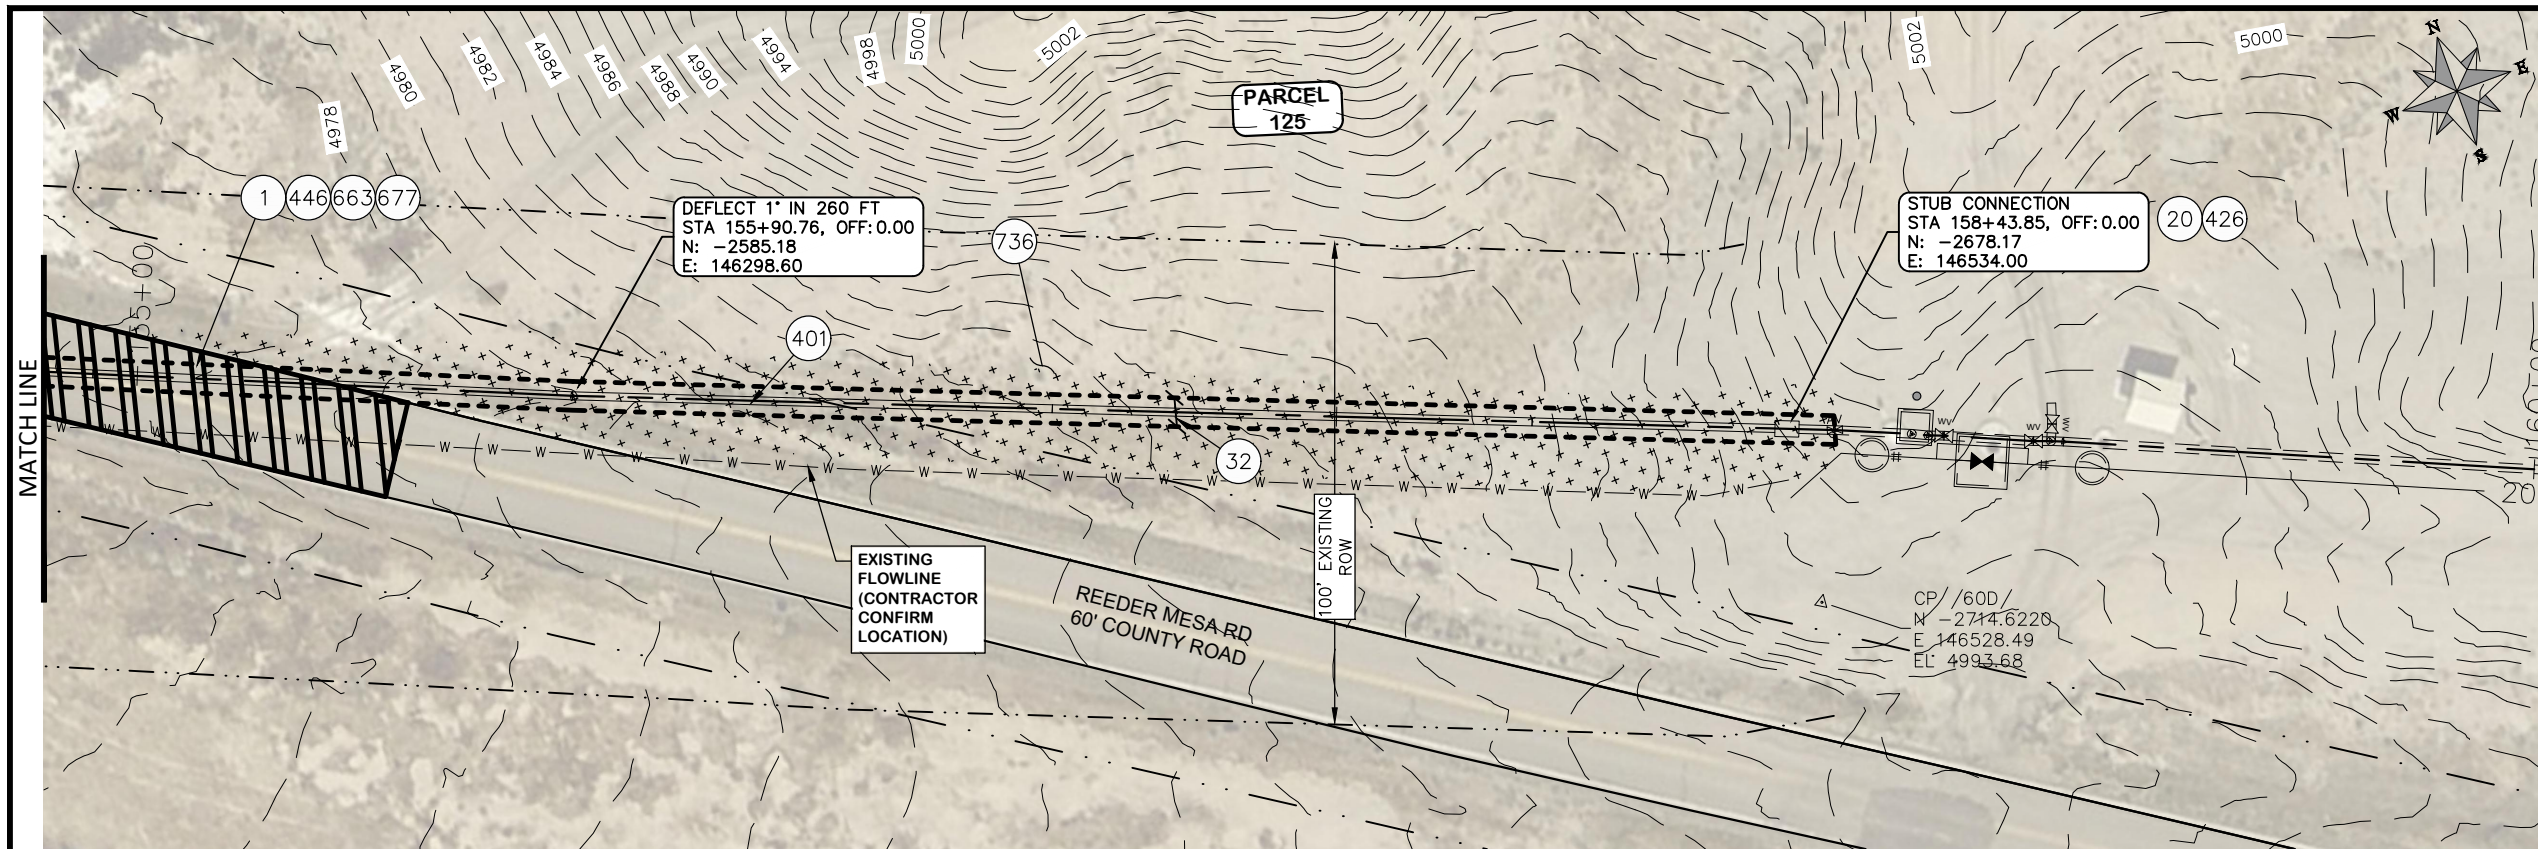 4978
4980
4982
4984
4986
4988
4990
4994
4998
5000
5002
5002
5000
N
E
W
S
PARCEL
125
1
446
663
677
DEFLECT 1° IN 260 FT
STA 155+90.76, OFF:0.00
N: -2585.18
E: 146298.60
736
STUB CONNECTION
STA 158+43.85, OFF:0.00
N: -2678.17
E: 146534.00
20
426
401
32
MATCH LINE
W W W W W W W W W W W W W W W W W W W W W W W W W W W W W W W W W W W
WV
WV
EXISTING
FLOWLINE
(CONTRACTOR
CONFIRM
LOCATION)
100' EXISTING
ROW
REEDER MESA RD
60' COUNTY ROAD
CP/ /60D/
N -2714.6220
E 146528.49
EL: 4993.68
20